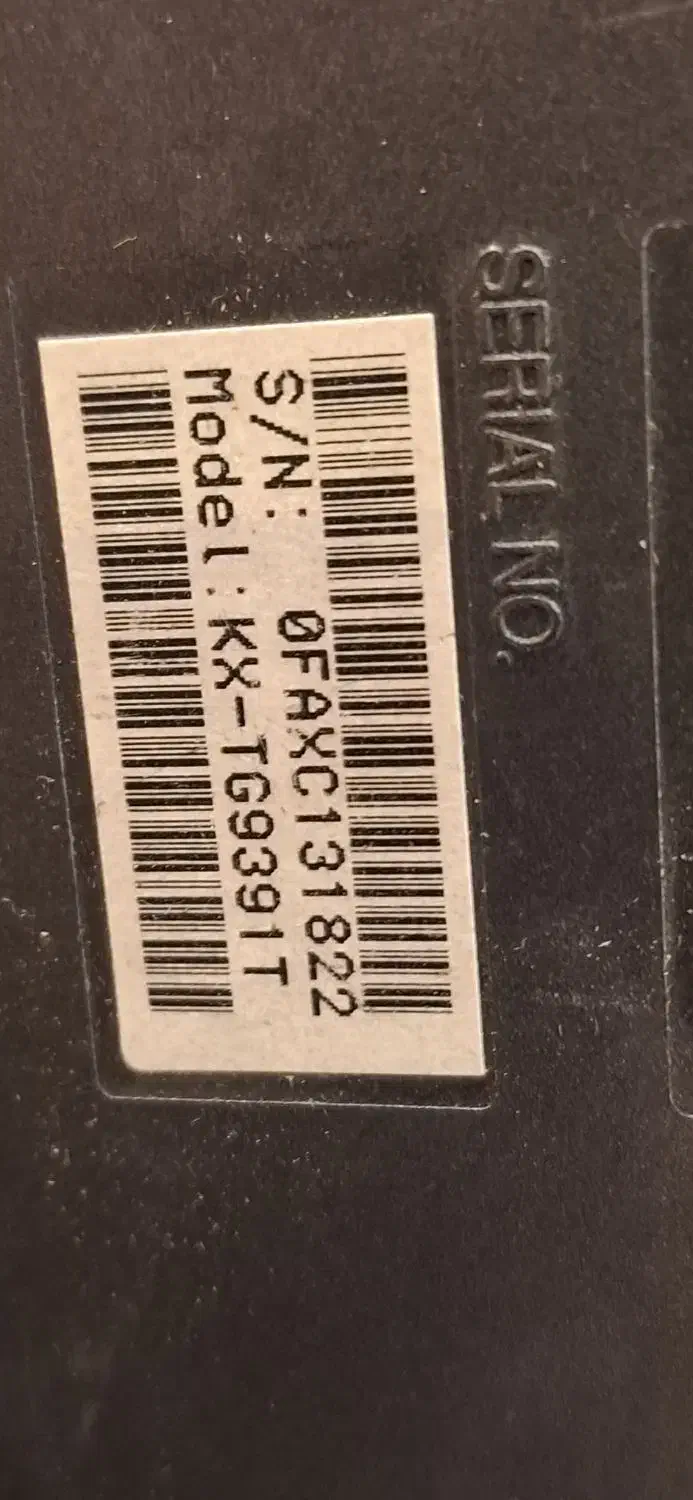 SERIAL NO.
S/N: 0FAXC131822
Model:KX-TG9391T